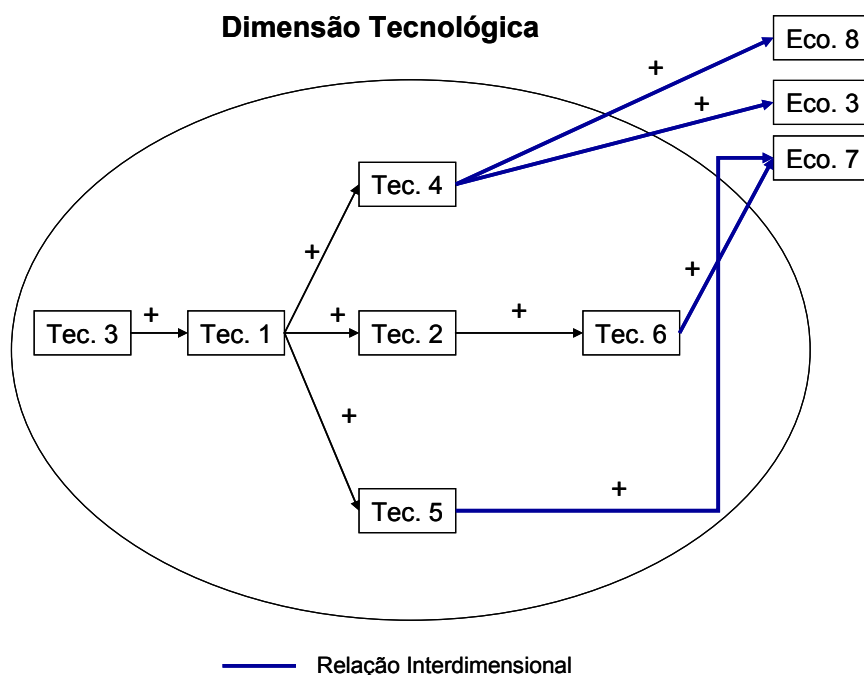 Dimensão Tecnológica
Eco. 8
+
Eco. 3
+
Eco. 7
Tec. 4
+
+
Tec. 3
+
Tec. 1
+
Tec. 2
+
Tec. 6
+
Tec. 5
+
Relação Interdimensional